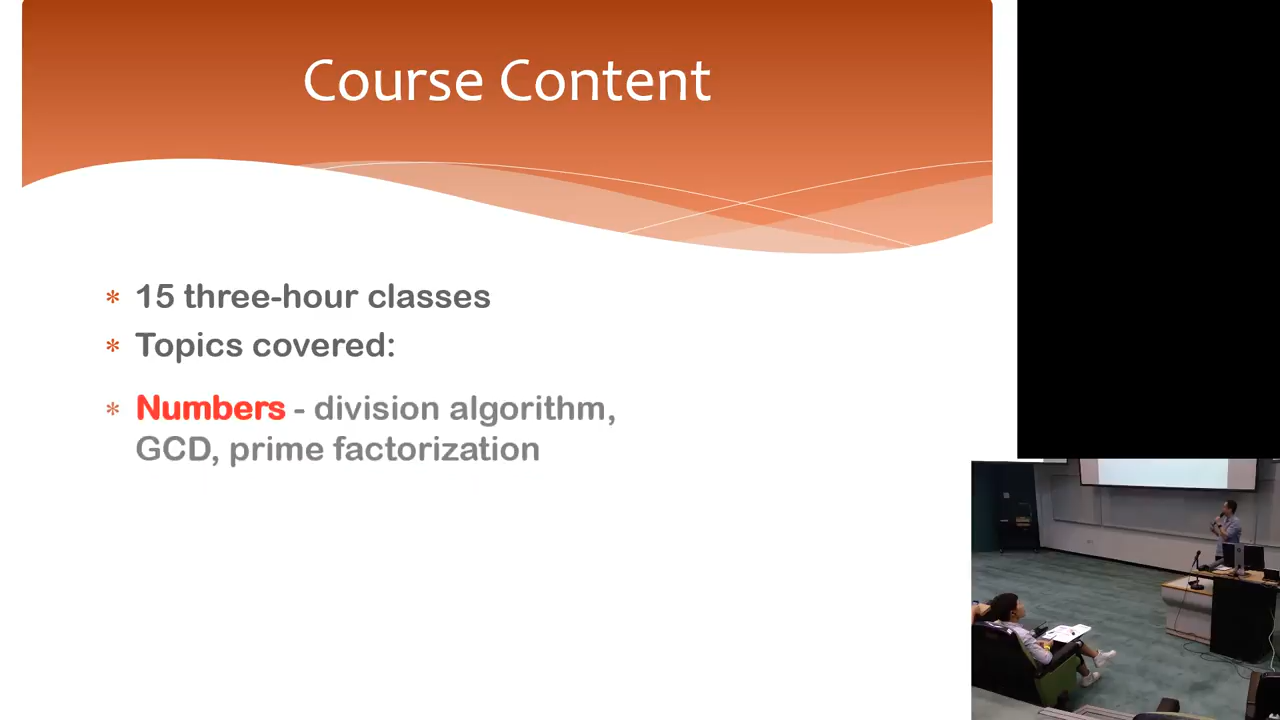 Course Content
* 15 three-hour classes
* Topics covered:
* Numbers - division algorithm,
GCD, prime factorization